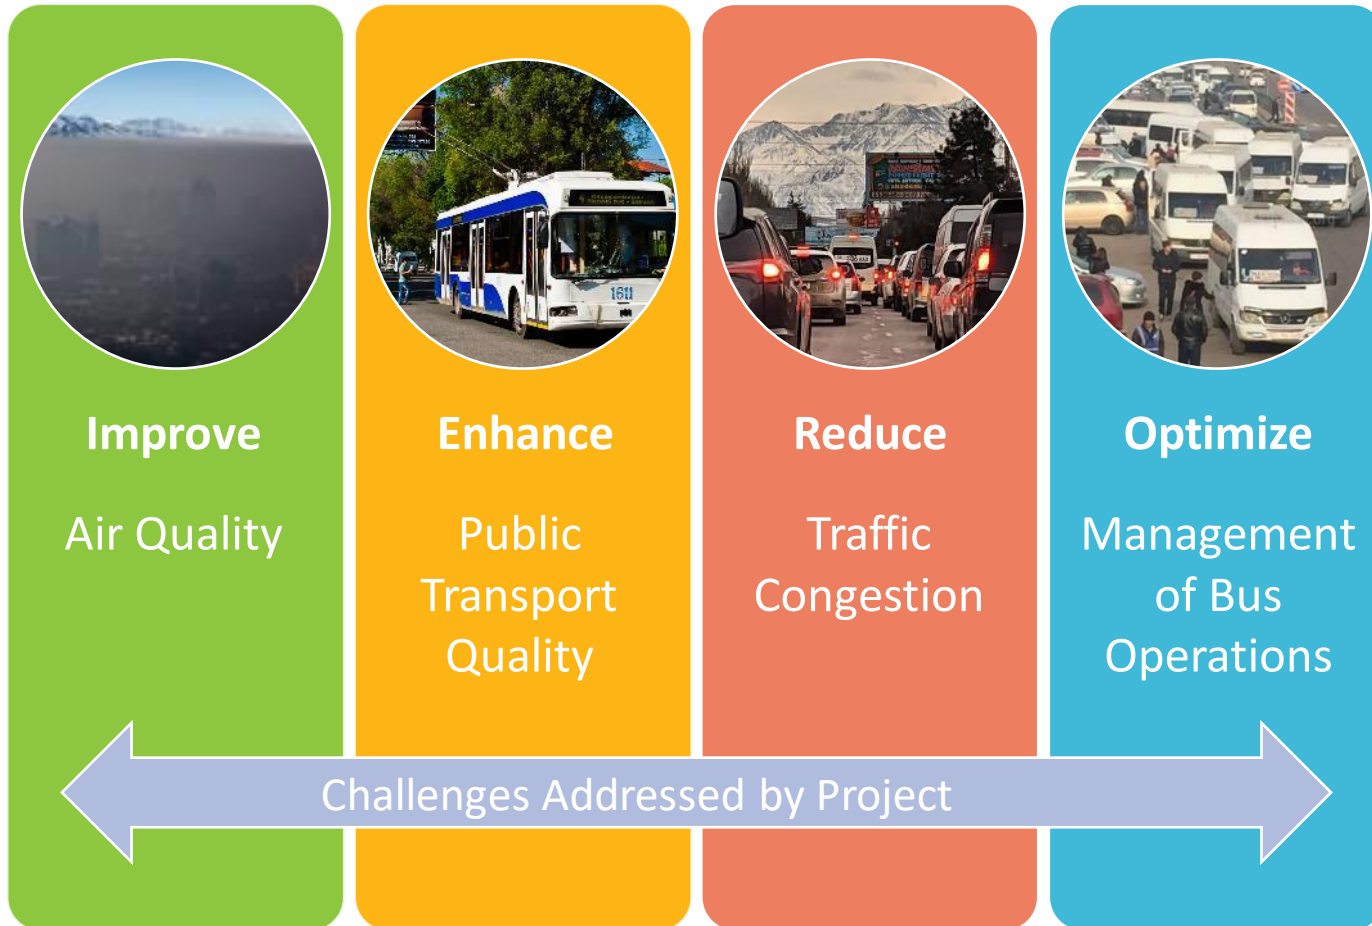 1611
Improve
Air Quality
Enhance
Public
Transport
Quality
Reduce
Traffic
Congestion
Optimize
Management
of Bus
Operations
Challenges Addressed by Project